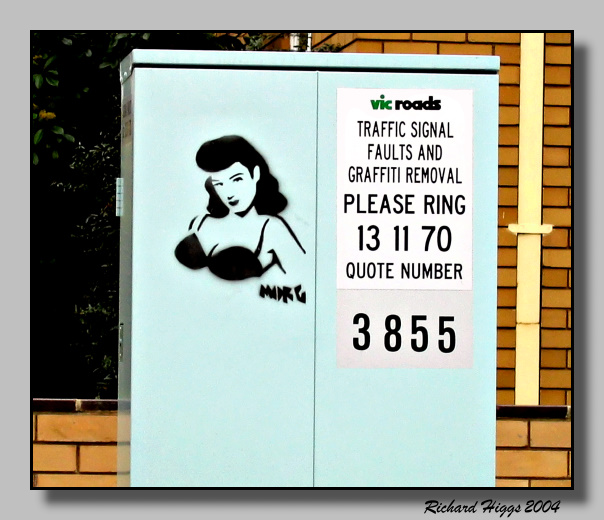 vic roads
TRAFFIC SIGNAL
FAULTS AND
GRAFFITI REMOVAL
PLEASE RING
13 11 70
QUOTE NUMBER
3855
Richard Higgs 2004